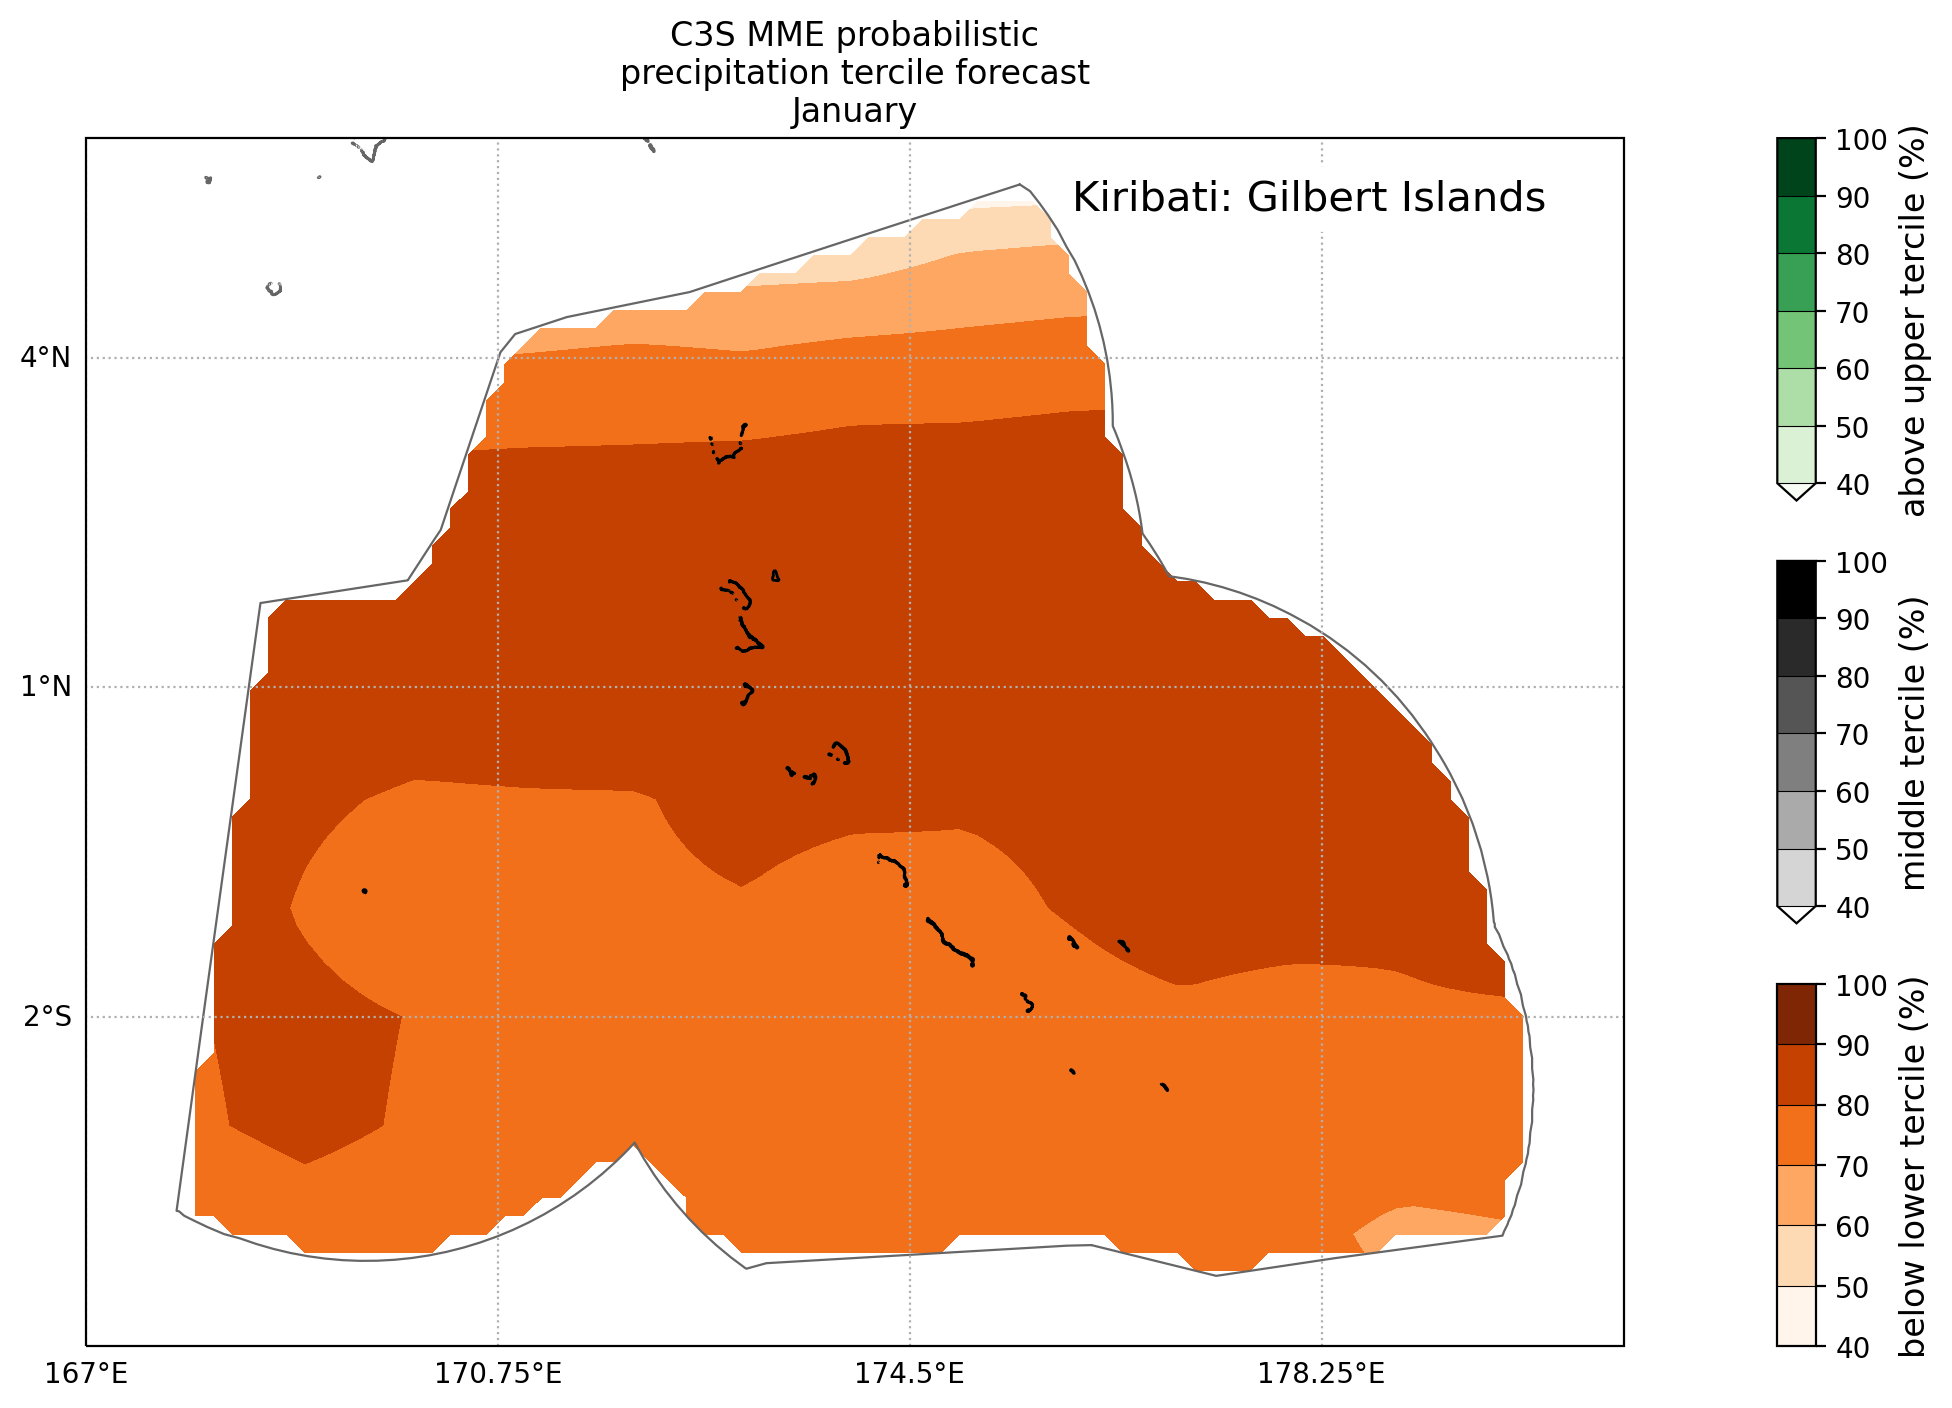 C3S MME probabilistic
precipitation tercile forecast
January
Kiribati: Gilbert Islands
4°N
1°N
2°S
167°E
170.75°E
174.5°E
178.25°E
100
90
80
70
60
50
40
above upper tercile (%)
100
90
80
70
60
50
40
middle tercile (%)
100
90
80
70
60
50
40
below lower tercile (%)